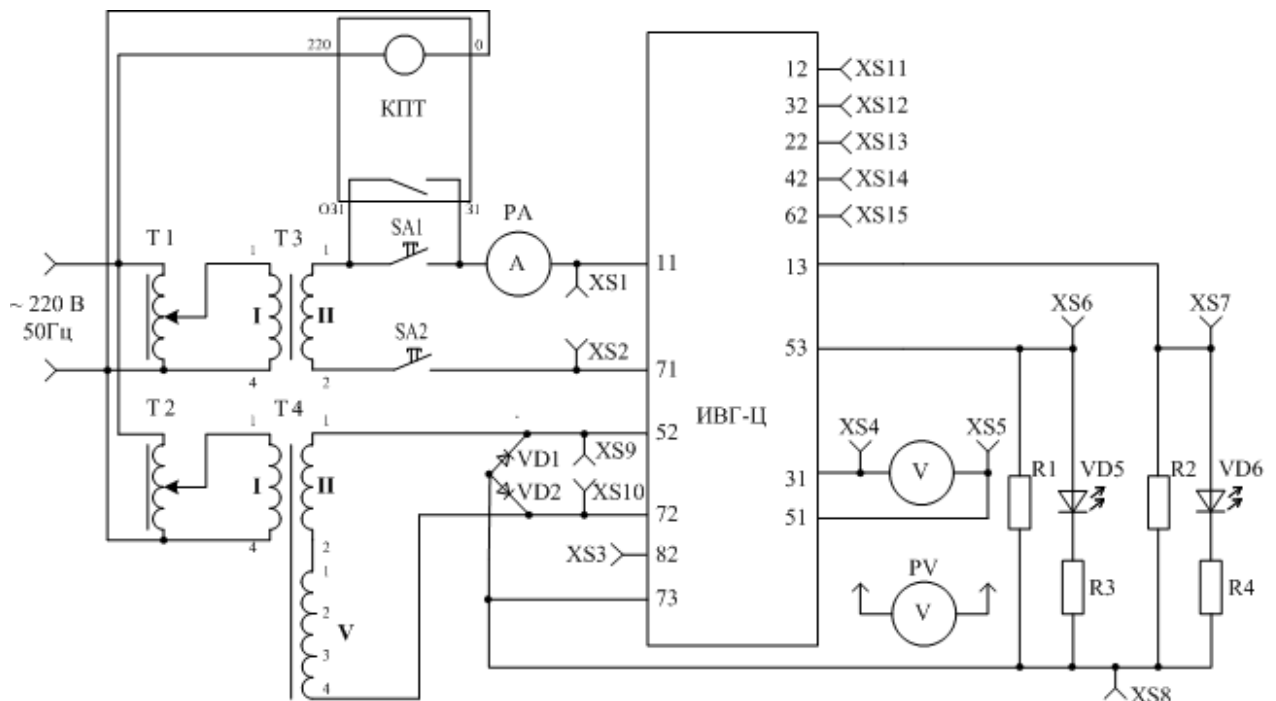 220
0
КПТ
ОЗ1
З1
12
XS11
32
XS12
22
XS13
42
XS14
62
XS15
T 1
1
T 3
1
SA1
PA
A
XS1
11
13
~ 220 В
50Гц
I
II
SA2
XS2
4
2
71
XS6
XS7
53
T 2
1
T 4
1
ИВГ-Ц
52
XS9
VD1
XS4
XS5
I
II
VD2
XS10
V
31
51
R1
VD5
R2
VD6
72
4
2
1
XS3
82
2
V
3
4
73
PV
V
R3
R4
XS8